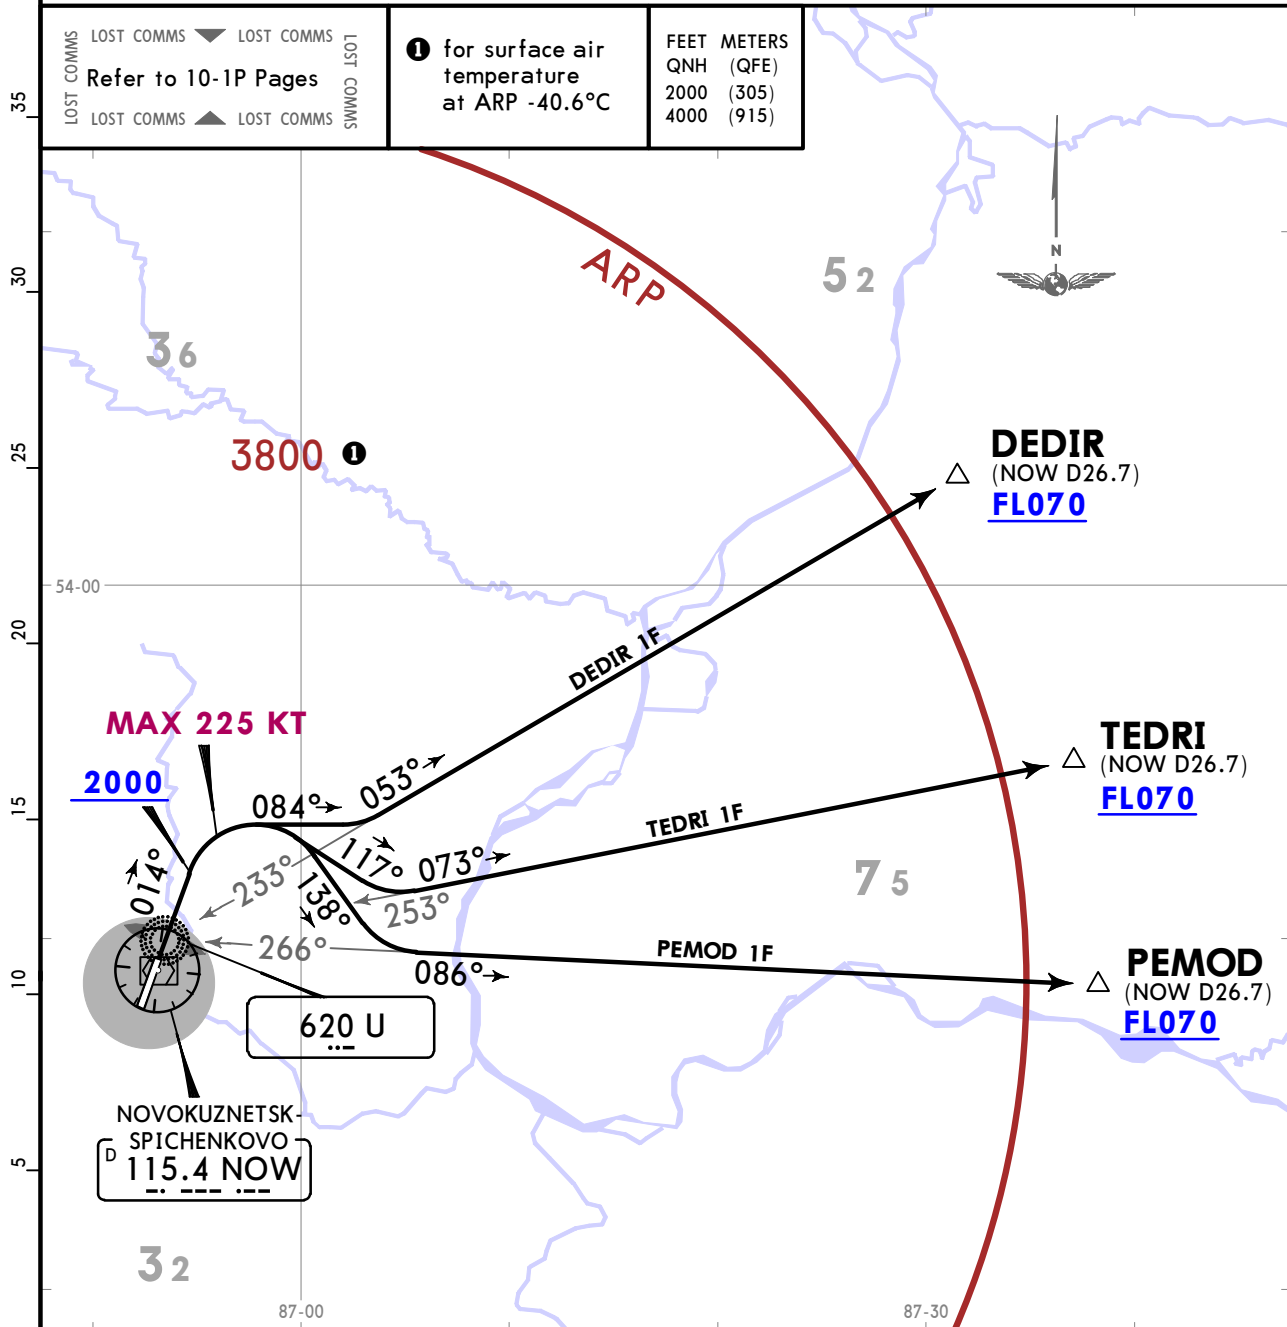 LOST COMMS LOST COMMS
LOST COMMS
Refer to 10-1P Pages
LOST COMMS
LOST COMMS LOST COMMS
1 for surface air
temperature
at ARP -40.6°C
FEET METERS
QNH (QFE)
2000 (305)
4000 (915)
35
30
25
20
15
10
5
ARP
N
52
36
3800 1
DEDIR
(NOW D26.7)
FL070
54-00
DEDIR 1F
MAX 225 KT
2000
TEDRI
(NOW D26.7)
FL070
084°
053°
TEDRI 1F
014°
117°
073°
233°
138°
253°
75
266°
086°
PEMOD 1F
PEMOD
(NOW D26.7)
FL070
620 U
NOVOKUZNETSK-
SPICHENKOVO
D 115.4 NOW
32
87-00
87-30